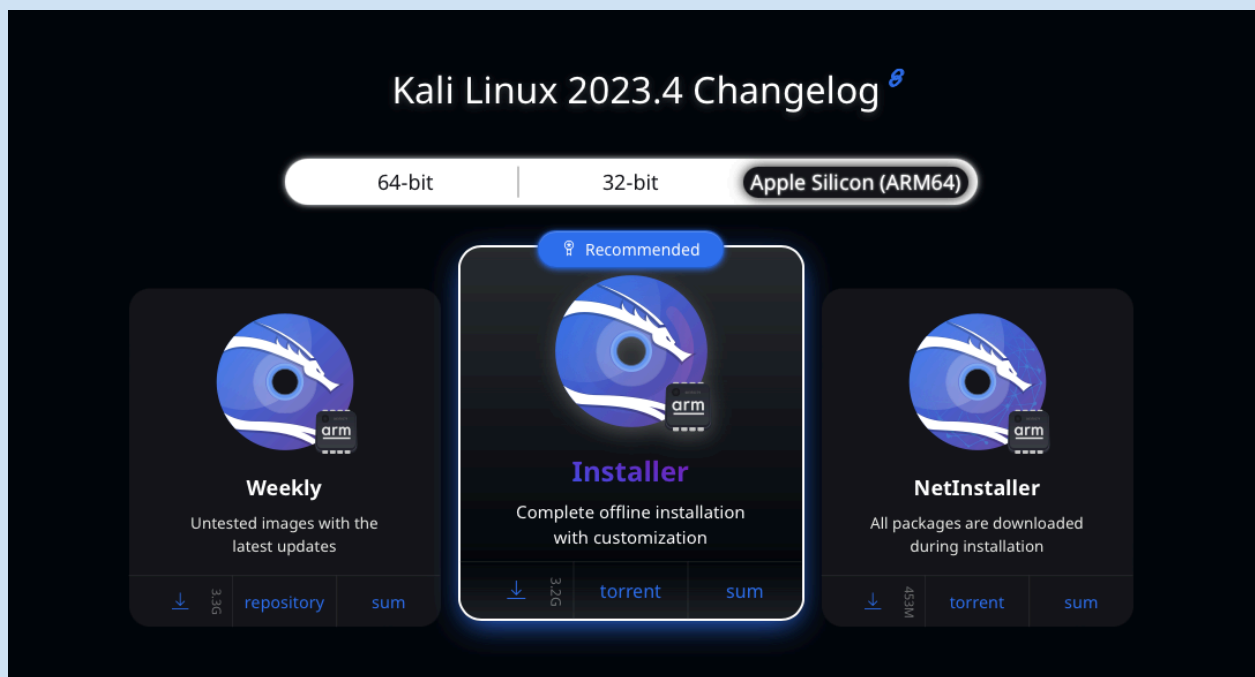 Kali Linux 2023.4 Changelog
64-bit
32-bit
Apple Silicon (ARM64)
Recommended
arm
Weekly
Untested images with the
latest updates
3.3G
repository
sum
arm
Installer
Complete offline installation
with customization
3.2G
torrent
sum
arm
NetInstaller
All packages are downloaded
during installation
453M
torrent
sum